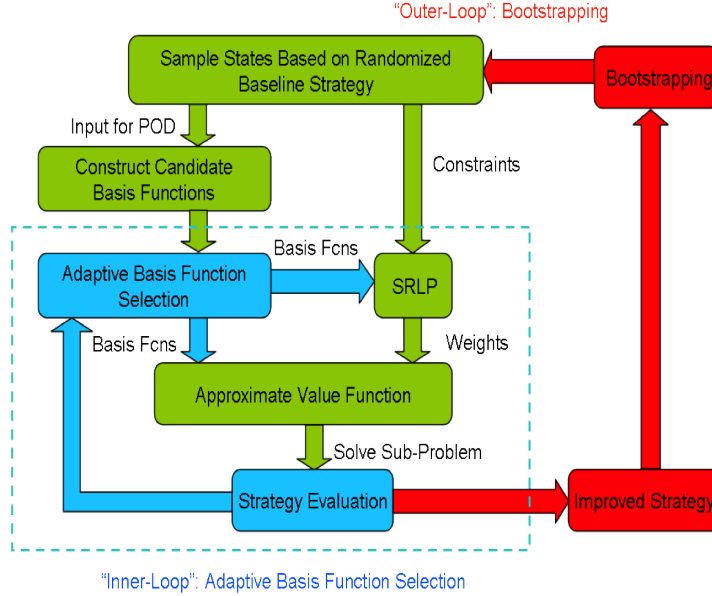 “Outer-Loop”: Bootstrapping
Sample States Based on Randomized
Baseline Strategy
Bootstrapping
Input for POD
Construct Candidate
Basis Functions
Constraints
Basis Fcns
Adaptive Basis Function
Selection
SRLP
Basis Fcns
Weights
Approximate Value Function
Solve Sub-Problem
Strategy Evaluation
Improved Strategy
“Inner-Loop”: Adaptive Basis Function Selection